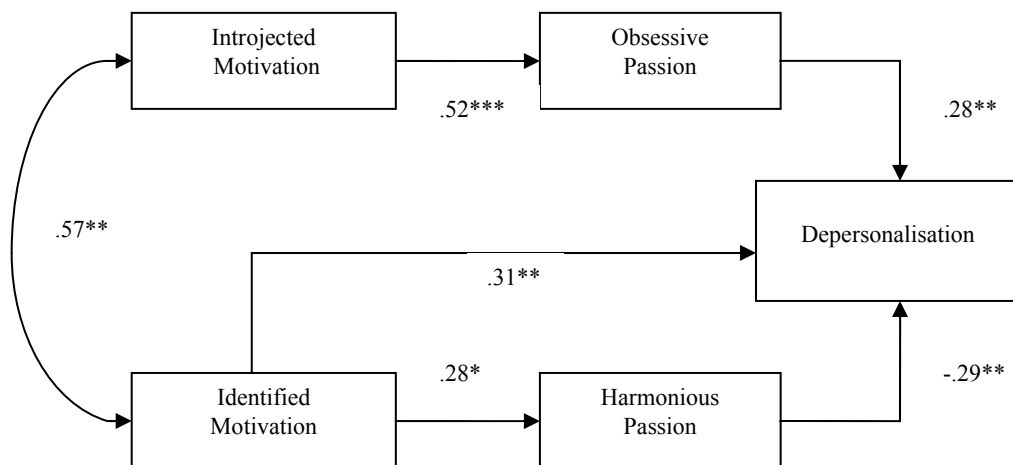 Introjected
Motivation
Obsessive
Passion
.52***
.28**
.57**
Depersonalisation
.31**
Identified
Motivation
.28*
Harmonious
Passion
-.29**